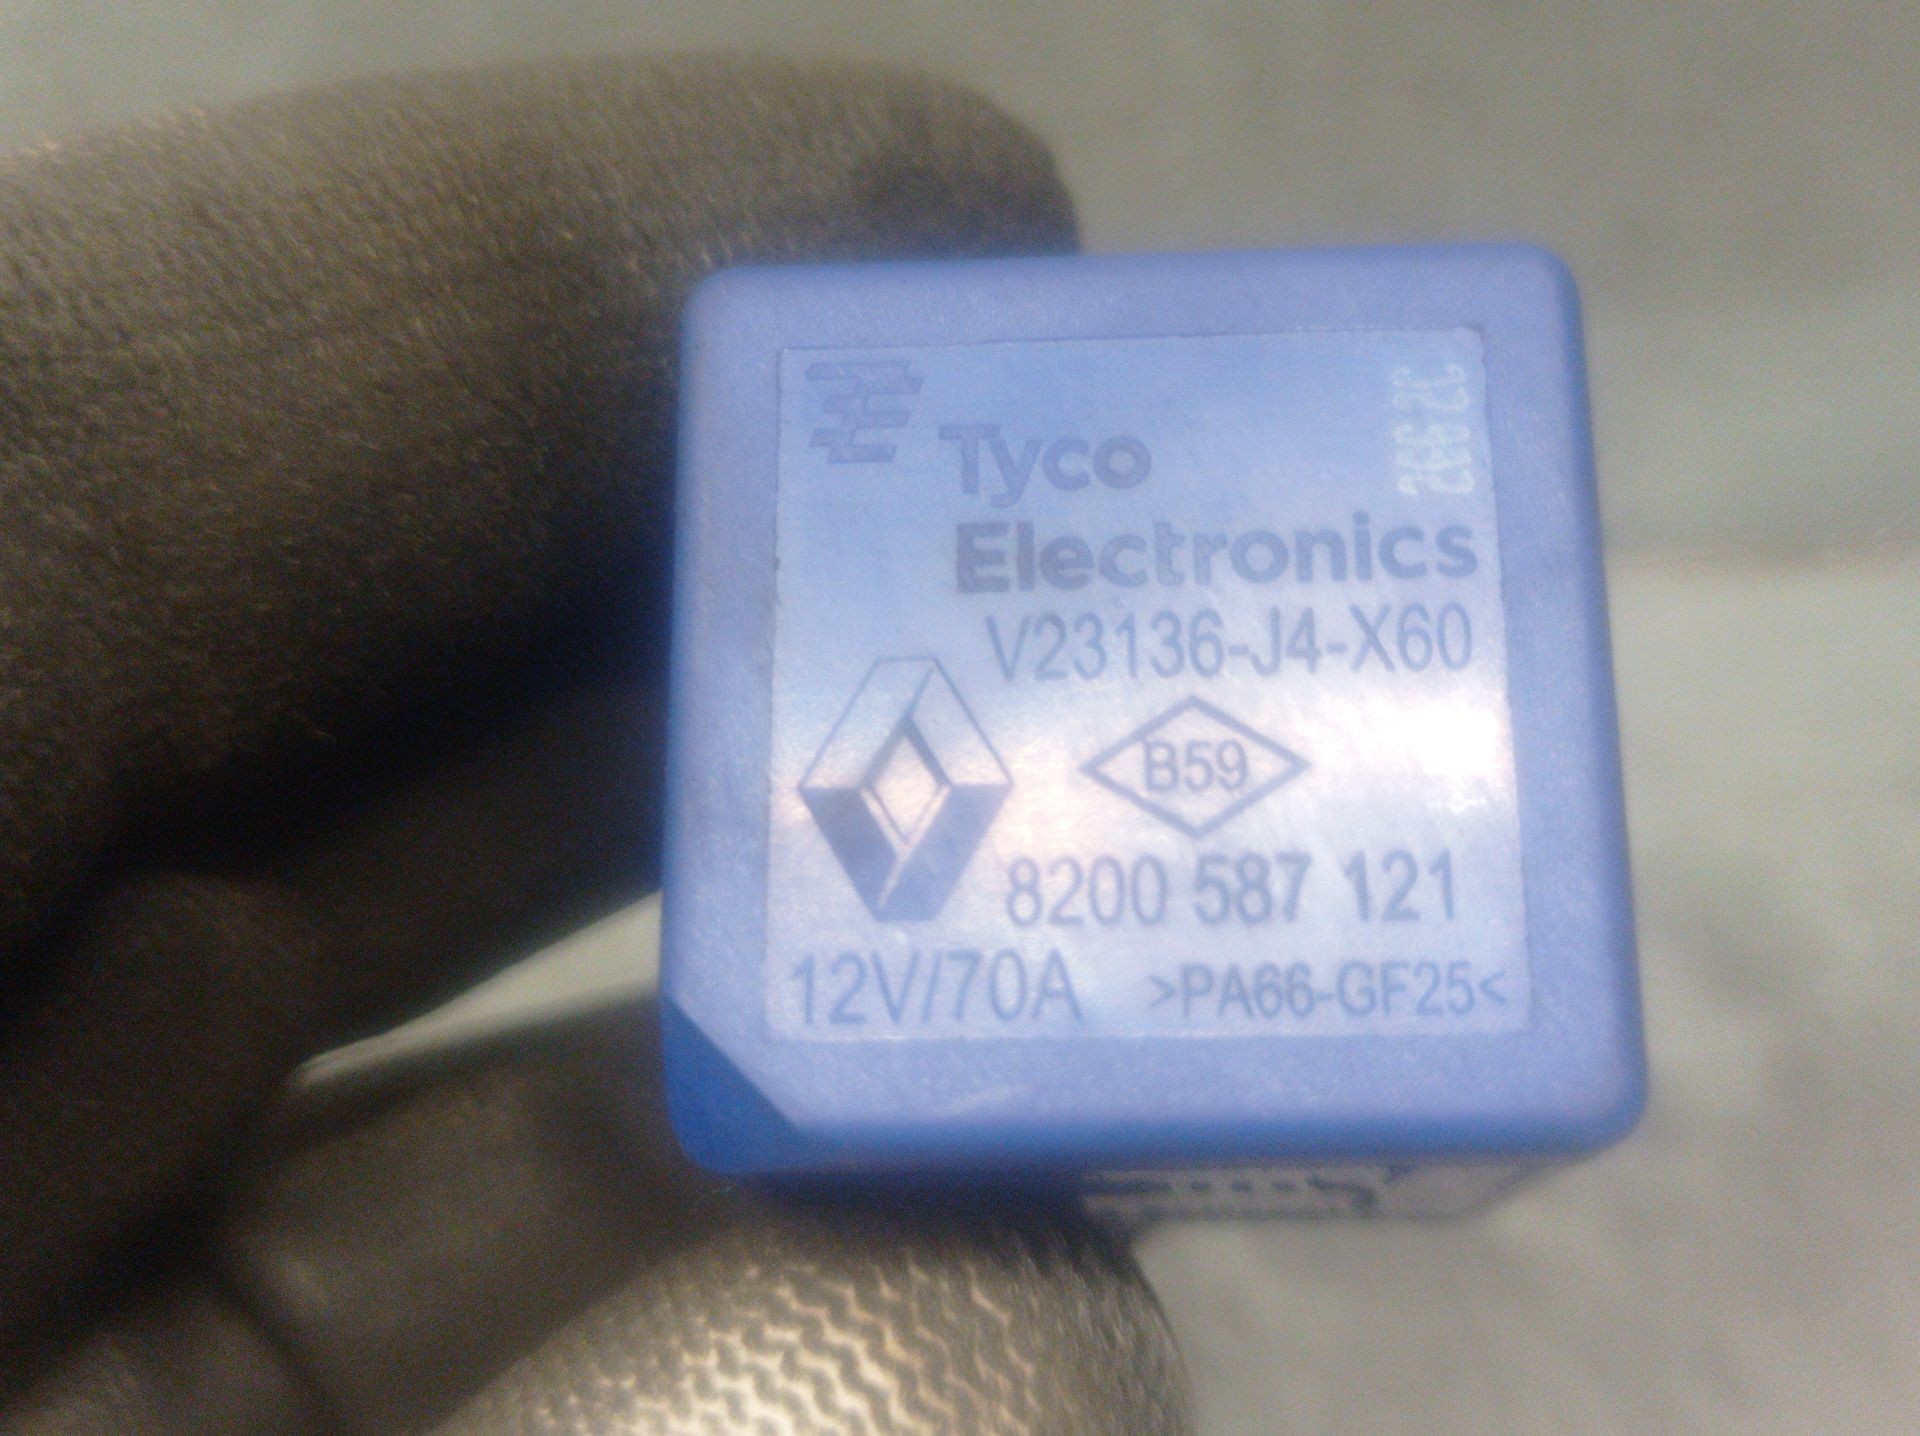 Tyco
Electronics
V23136-J4-X60
B59
8200 587 121
12V/70A >PA66-GF25<